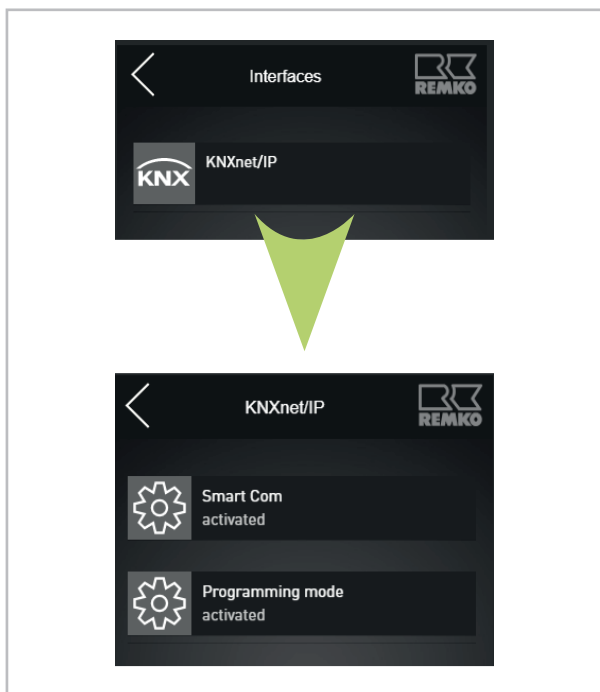 Interfaces
REMKO
KNX
KNXnet/IP
KNXnet/IP
REMKO
Smart Com
activated
Programming mode
activated